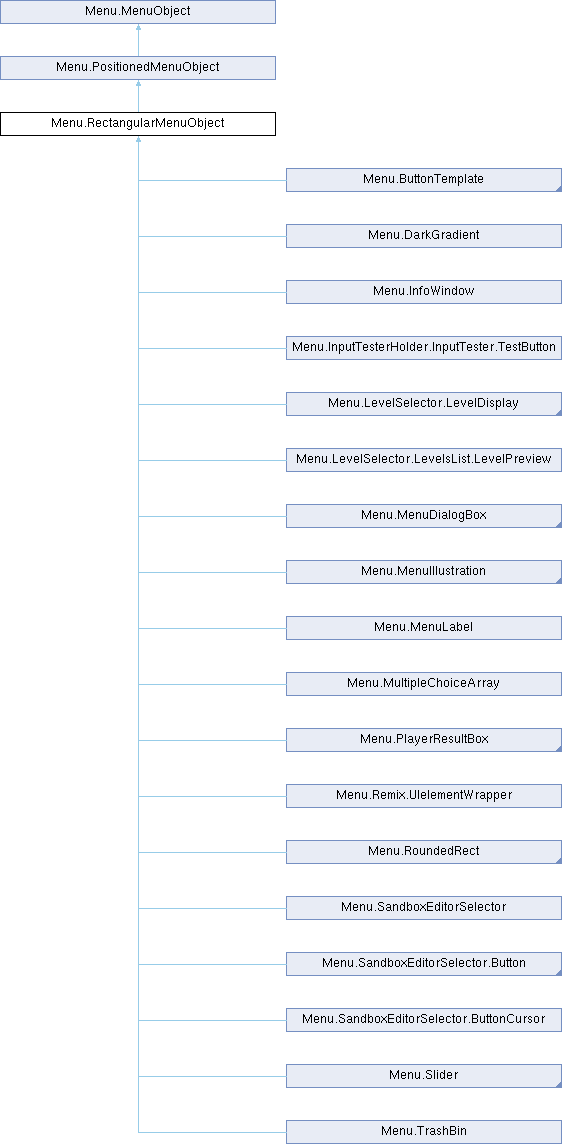 Menu.MenuObject
Menu.PositionedMenuObject
Menu.RectangularMenuObject
Menu.ButtonTemplate
Menu.DarkGradient
Menu.InfoWindow
Menu.InputTesterHolder.InputTester.TestButton
Menu.LevelSelector.LevelDisplay
Menu.LevelSelector.LevelsList.LevelPreview
Menu.MenuDialogBox
Menu.MenuIllustration
Menu.MenuLabel
Menu.MultipleChoiceArray
Menu.PlayerResultBox
Menu.Remix.UIelementWrapper
Menu.RoundedRect
Menu.SandboxEditorSelector
Menu.SandboxEditorSelector.Button
Menu.SandboxEditorSelector.ButtonCursor
Menu.Slider
Menu.TrashBin